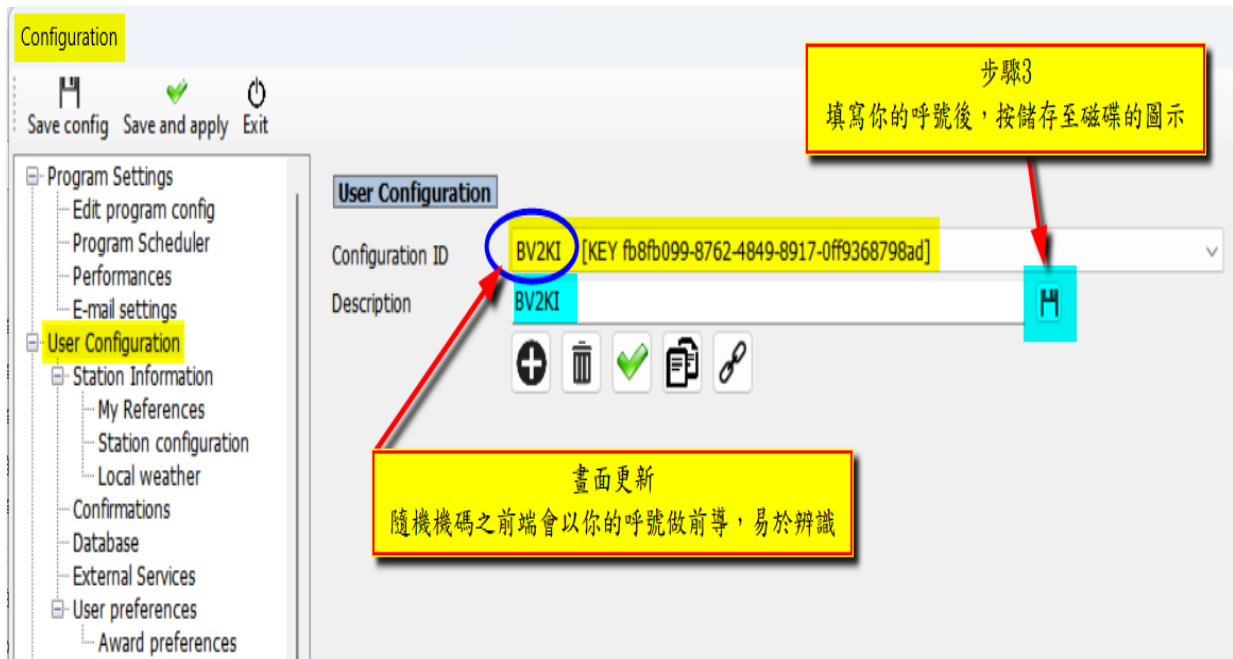 Configuration
Save config Save and apply Exit
步驟3
填寫你的呼號後，按儲存至磁碟的圖示
Program Settings
Edit program config
Program Scheduler
Performances
E-mail settings
User Configuration
Station Information
My References
Station configuration
Local weather
Confirmations
Database
External Services
User preferences
Award preferences
User Configuration
Configuration ID BV2KI [KEY fb8fb099-8762-4849-8917-0ff9368798ad]
Description BV2KI
畫面更新
隨機機碼之前端會以你的呼號做前導，易於辨識